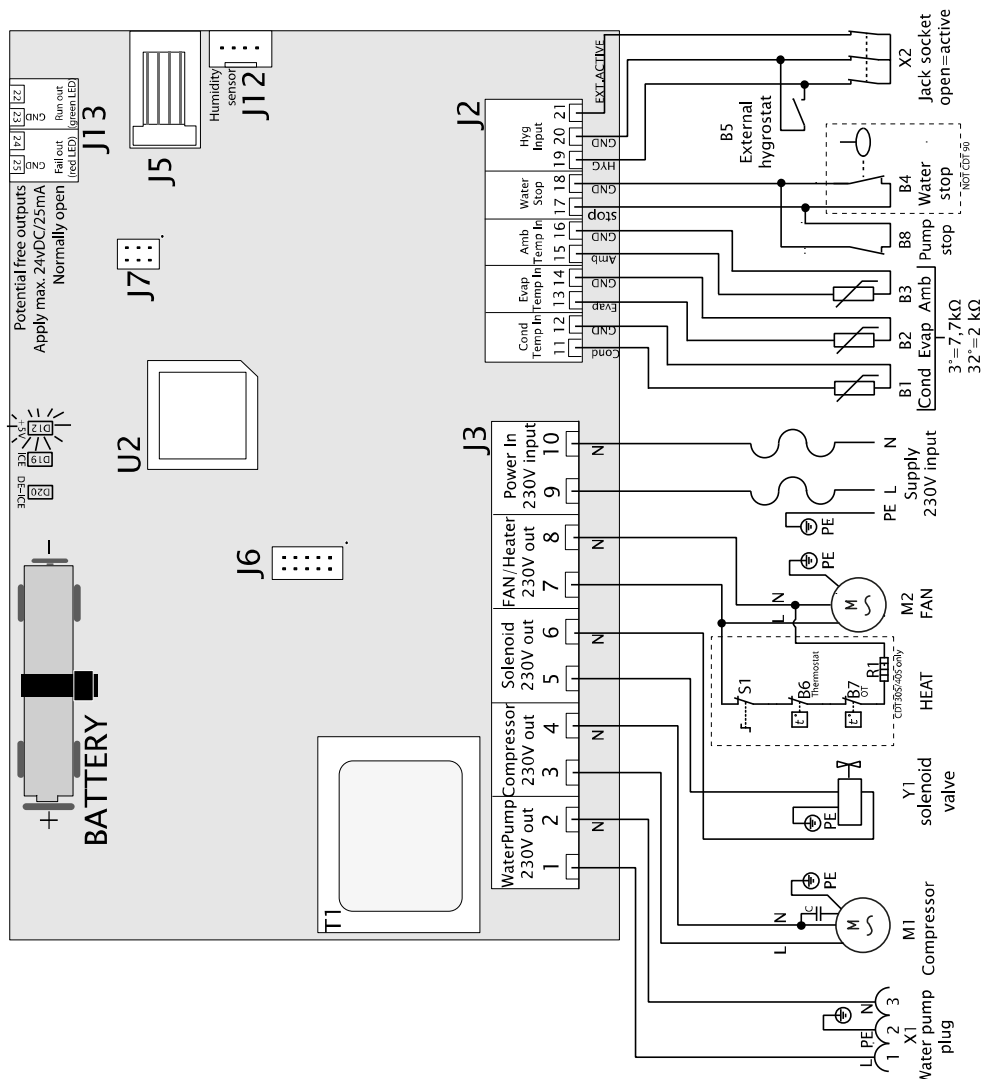 22
23
GND
Run out
(green LED)
24
25
GND
Fail out
(red LED)
J13
Potential free outputs
Apply max. 24vDC/25mA
Normally open
J5
Humidity
sensor
J12
J7
+5V
D12
ICE
D19
DE-ICE
D20
U2
J6
+
-
BATTERY
T1
J2
Hyg
Input
21
20
19
Water
Stop
18
17
Amb
Temp In
16
15
Evap
Temp In
14
13
Cond
Temp In
12
11
EXT.ACTIVE
GND
HYG
GND
stop
GND
Amb
GND
Evap
GND
Cond
J3
Power In
230V input
10
9
FAN/Heater
230V out
8
7
Solenoid
230V out
6
5
Compressor
230V out
4
3
WaterPump
230V out
2
1
N
N
N
N
N
X2
Jack socket
open=active
B5
External
hygrostat
B4
Water
stop
NOT CDT 90
B8
Pump
stop
B3
Amb
B2
Evap
B1
Cond
3°=7,7kΩ
32°=2 kΩ
N
L
PE
Supply
230V input
PE
PE
N
L
M
M2
FAN
S1
t°
B6
Thermostat
t°
B7
OT
R1
CDT30S/40S only
HEAT
PE
Y1
solenoid
valve
PE
C
N
L
M
M1
Compressor
N
PE
L
3
2
1
X1
Water pump
plug